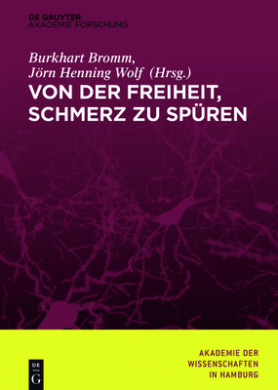 DE GRUYTER
AKADEMIE FORSCHUNG
Burkhart Bromm,
Jörn Henning Wolf (Hrsg.)
VON DER FREIHEIT,
SCHMERZ ZU SPÜREN
AKADEMIE DER
WISSENSCHAFTEN
IN HAMBURG
DE
G